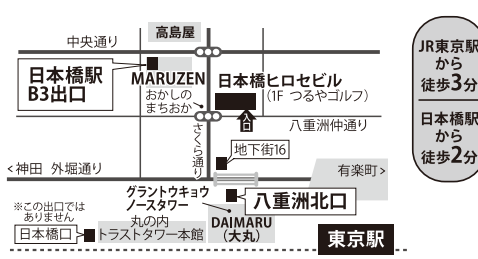 高島屋
中央通り
日本橋駅
B3出口
MARUZEN
おかしの
まちおか
日本橋ヒロセビル
(1F つるやゴルフ)
入口
八重洲仲通り
さくら通り
地下街16
<神田 外堀通り
有楽町>
グラントウキョウ
ノースタワー
八重洲北口
※この出口では
ありません
日本橋口
丸の内
トラストタワー本館
DAIMARU
(大丸)
東京駅
JR東京駅
から
徒歩3分
日本橋駅
から
徒歩2分